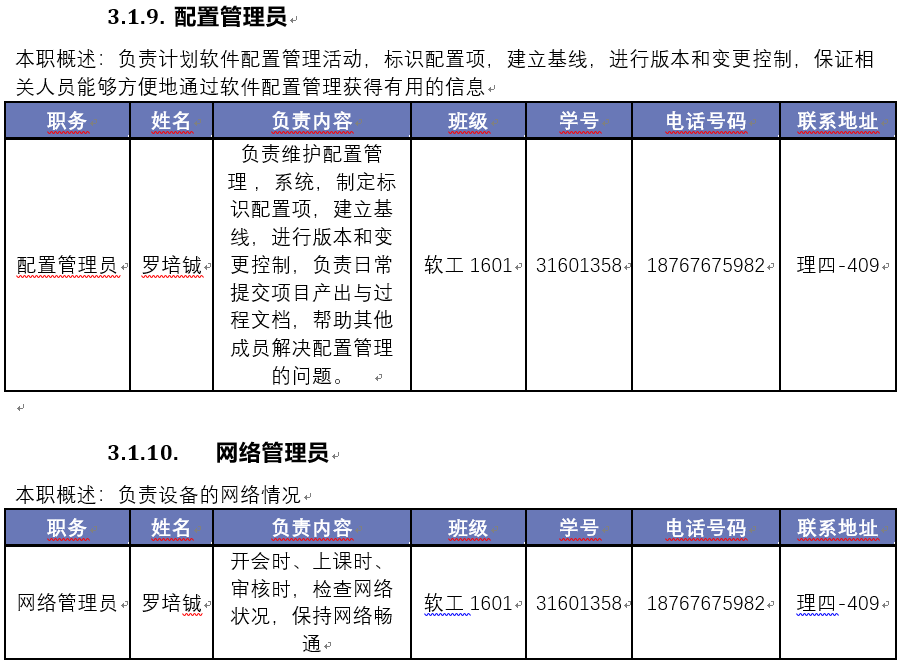 3.1.9. 配置管理员
本职概述：负责计划软件配置管理活动，标识配置项，建立基线，进行版本和变更控制，保证相
关人员能够方便地通过软件配置管理获得有用的信息
职务 姓名 负责内容 班级 学号 电话号码 联系地址
负责维护配置管
理 ，系统，制定标
识配置项，建立基
线，进行版本和变
配置管理员 罗培铖 更控制，负责日常 软工 1601 31601358 18767675982 理四-409
提交项目产出与过
程文档，帮助其他
成员解决配置管理
的问题。
3.1.10. 网络管理员
本职概述：负责设备的网络情况
职务 姓名 负责内容 班级 学号 电话号码 联系地址
开会时、上课时、
审核时，检查网络
网络管理员 罗培铖 状况，保持网络畅 软工 1601 31601358 18767675982 理四-409
通